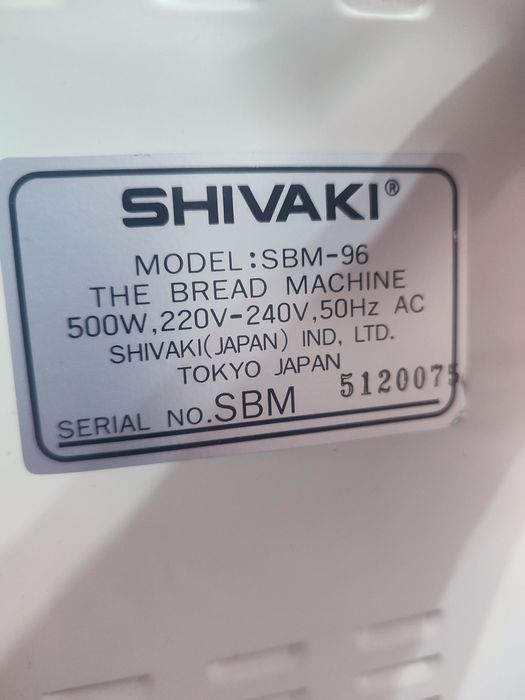 SHIVAKI®
MODEL:SBM-96
THE BREAD MACHINE
500W,220V-240V,50Hz AC
SHIVAKI(JAPAN) IND, LTD.
TOKYO JAPAN
SERIAL NO.SBM 5120075